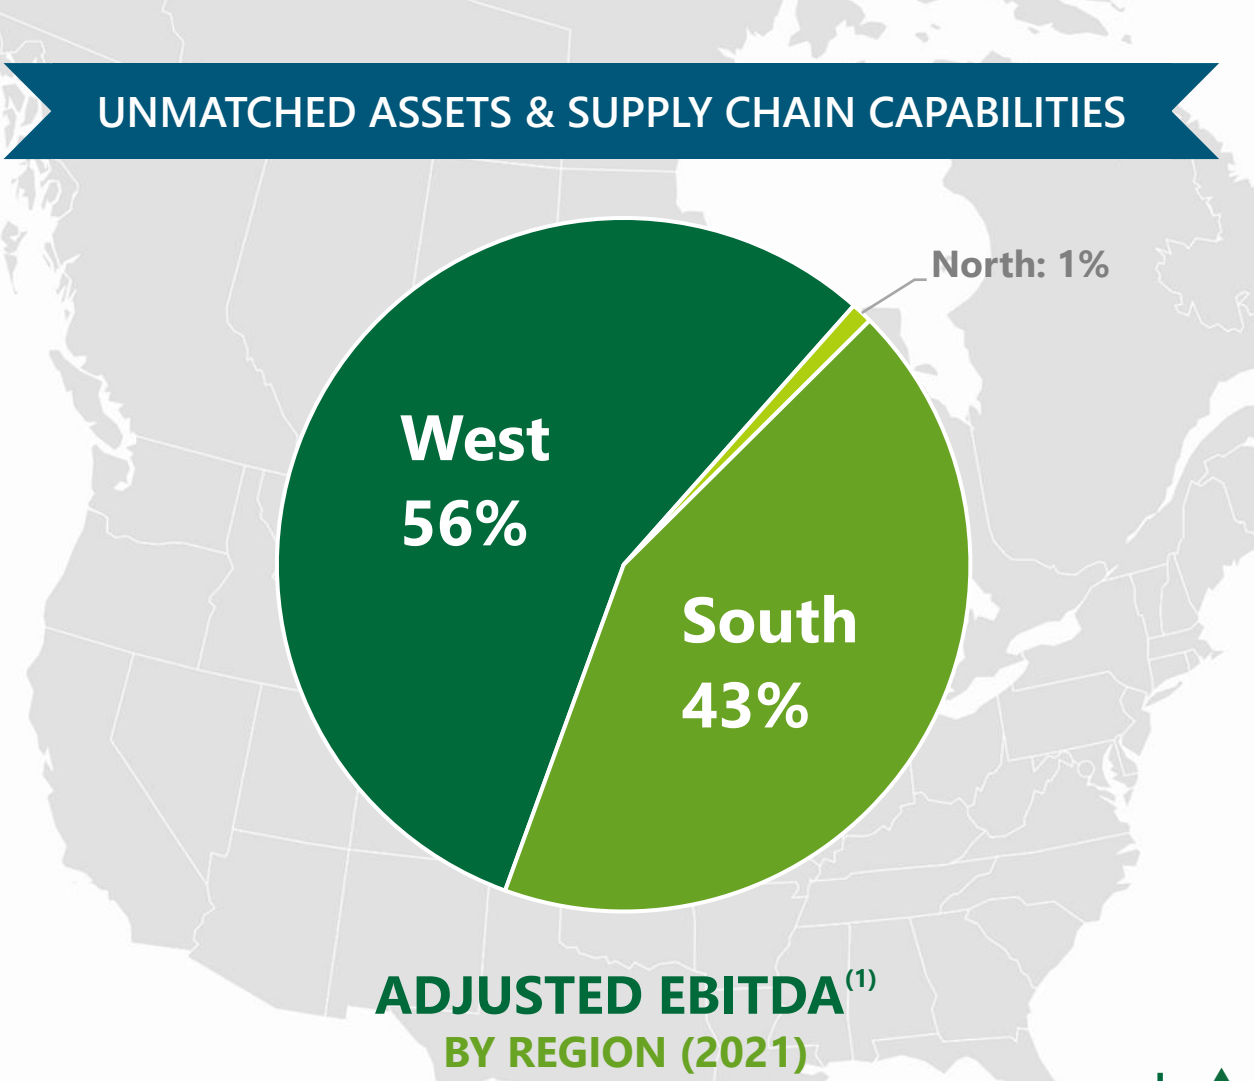 UNMATCHED ASSETS & SUPPLY CHAIN CAPABILITIES
North: 1%
West
56%
South
43%
ADJUSTED EBITDA(1)
BY REGION (2021)